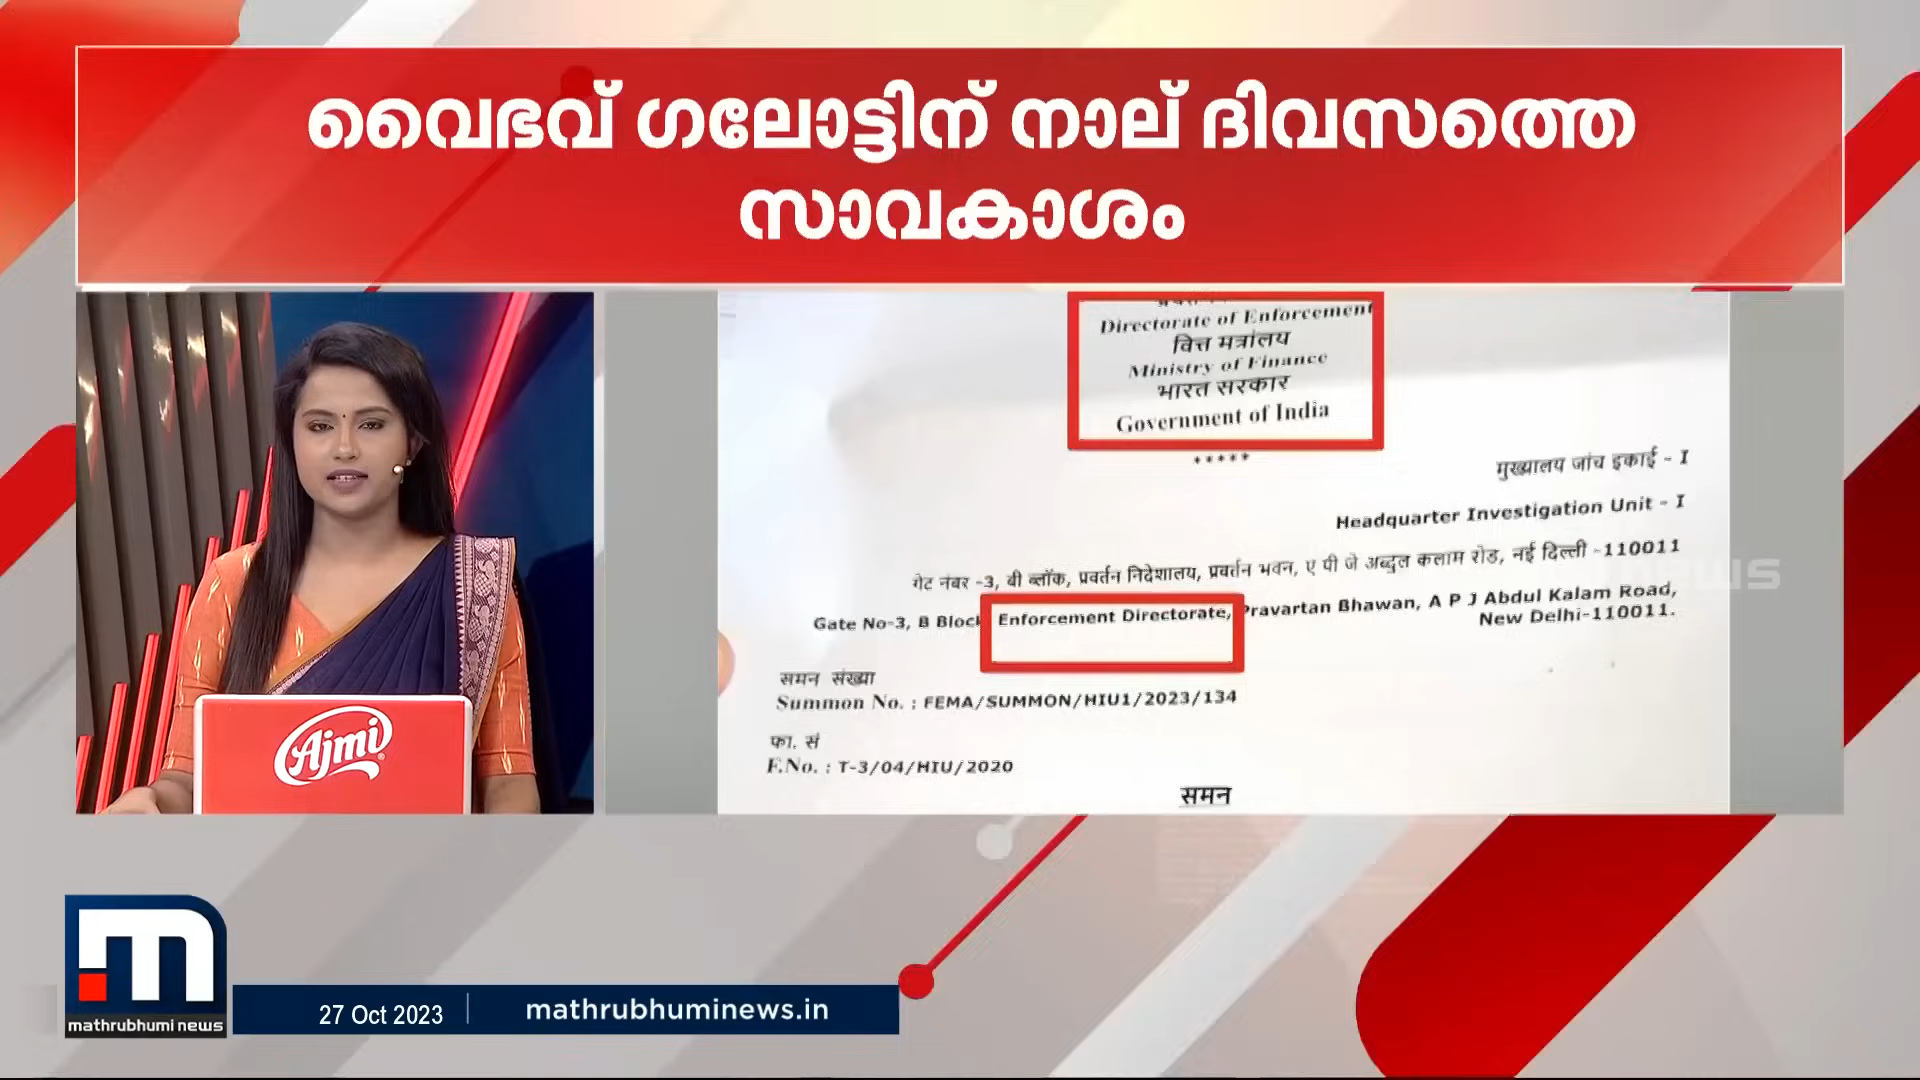 വൈഭവ് ഗലോട്ടിന് നാല് ദിവസത്തെ
സാവകാശം
Directorate of Enforcement
वित्त मत्रांलय
Ministry of Finance
भारत सरकार
Government of India
*****
मुख्यालय जांच इकाई - I
Headquarter Investigation Unit - I
गेट नंबर -3, बी ब्लॉक, प्रवर्तन निदेशालय, प्रवर्तन भवन, ए पी जे अब्दुल कलाम रोड, नई दिल्ली -110011
Gate No-3, B Block Enforcement Directorate, Pravartan Bhawan, A P J Abdul Kalam Road,
New Delhi-110011.
समन संख्या
Summon No. : FEMA/SUMMON/HIU1/2023/134
फा. सं
F.No. : T-3/04/HIU/2020
समन
Ajmi
mathrubhumi news
27 Oct 2023
mathrubhuminews.in